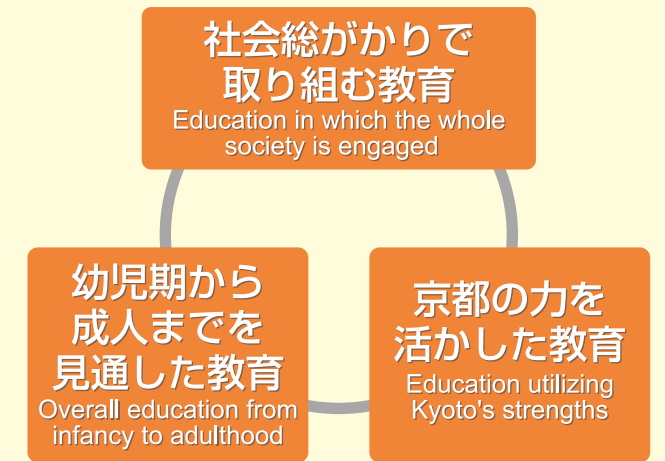 社会総がかりで
取り組む教育
Education in which the whole
society is engaged
幼児期から
成人までを
見通した教育
Overall education from
infancy to adulthood
京都の力を
活かした教育
Education utilizing
Kyoto's strengths